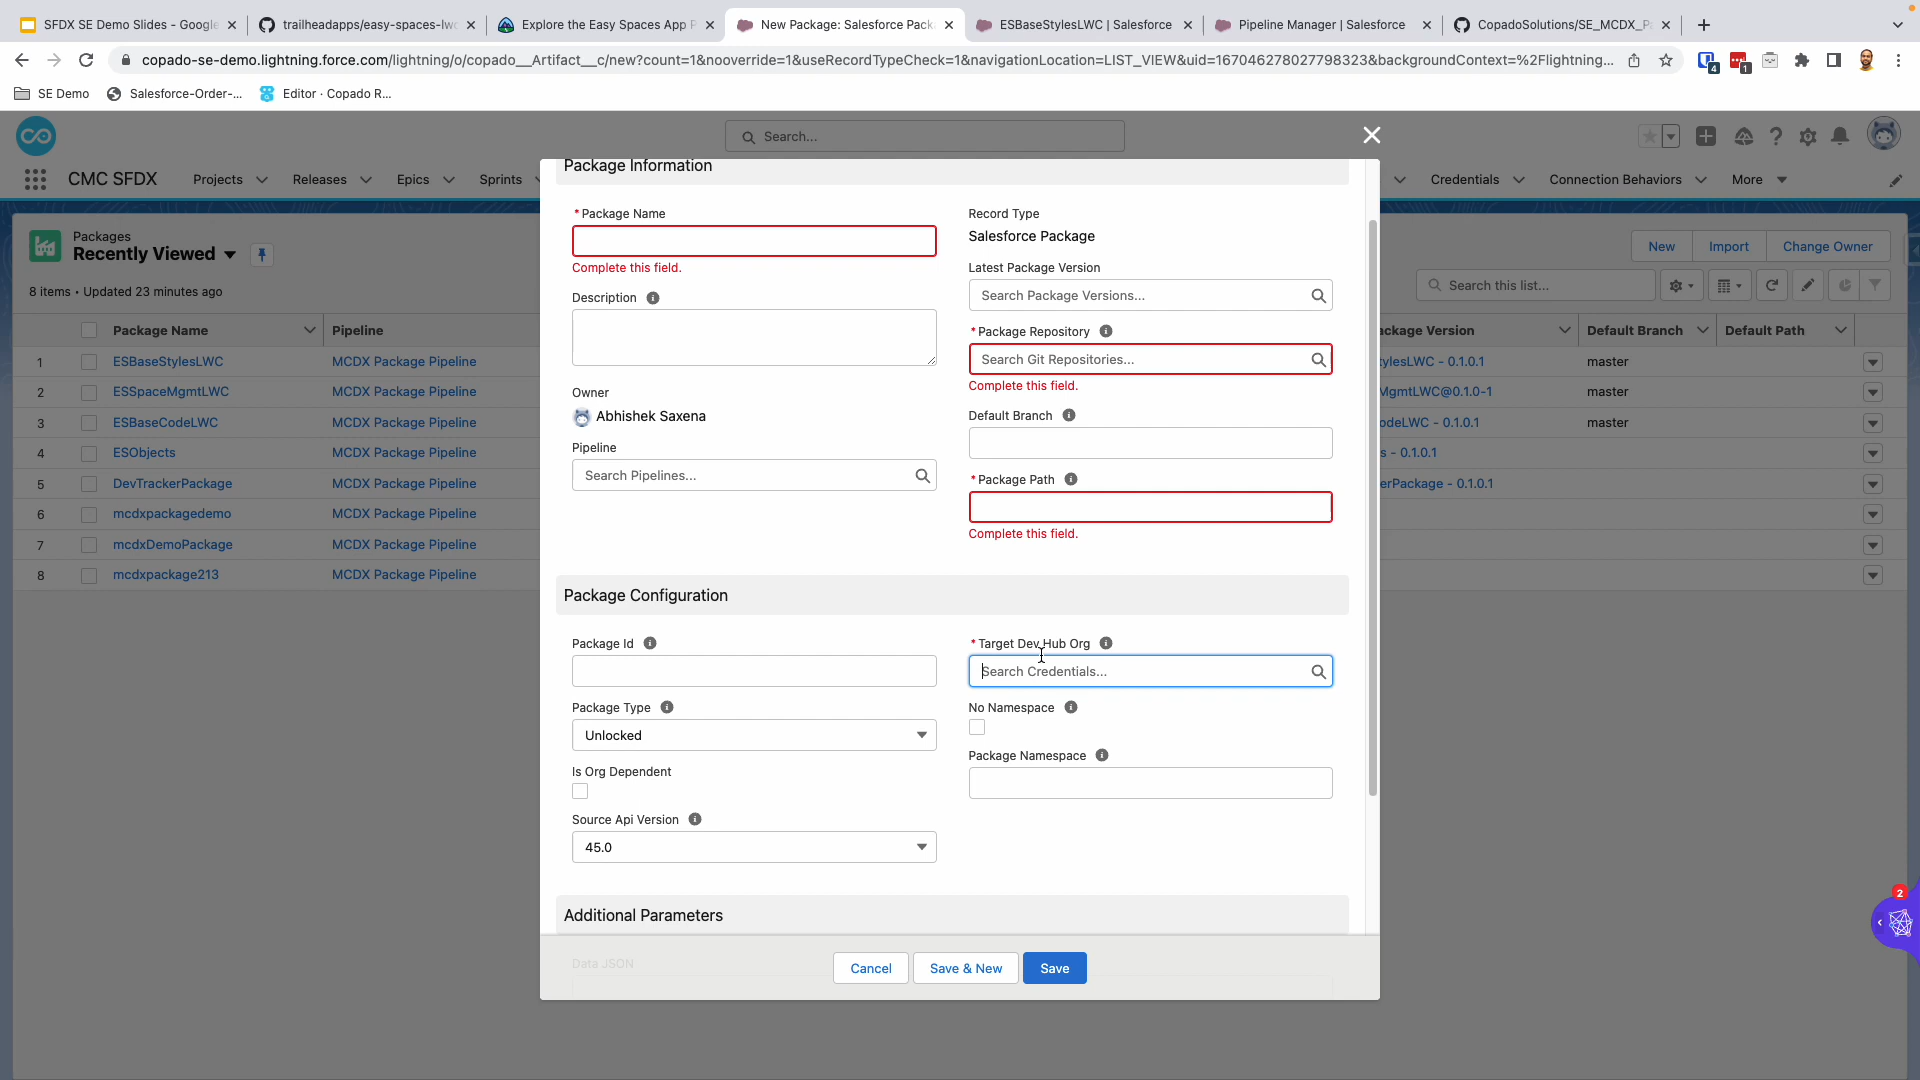 SFDX SE Demo Slides - Google
trailheadapps/easy-spaces-lwc
Explore the Easy Spaces App P
New Package: Salesforce Pack
ESBaseStylesLWC | Salesforce
Pipeline Manager | Salesforce
CopadoSolutions/SE_MCDX_P
copado-se-demo.lightning.force.com/lightning/o/copado__Artifact__c/new?count=1&nooverride=1&useRecordTypeCheck=1&navigationLocation=LIST_VIEW&uid=167046278027798323&backgroundContext=%2Flightning...
4
1
SE Demo
Salesforce-Order-...
Editor · Copado R...
Search...
CMC SFDX
Projects
Releases
Epics
Sprints
Credentials
Connection Behaviors
More
Packages
Recently Viewed
New
Import
Change Owner
8 items • Updated 23 minutes ago
Search this list...
Package Name
Pipeline
ackage Version
Default Branch
Default Path
1 ESBaseStylesLWC MCDX Package Pipeline tylesLWC - 0.1.0.1 master
2 ESSpaceMgmtLWC MCDX Package Pipeline MgmtLWC@0.1.0-1 master
3 ESBaseCodeLWC MCDX Package Pipeline odeLWC - 0.1.0.1 master
4 ESObjects MCDX Package Pipeline s - 0.1.0.1
5 DevTrackerPackage MCDX Package Pipeline erPackage - 0.1.0.1
6 mcdxpackagedemo MCDX Package Pipeline
7 mcdxDemoPackage MCDX Package Pipeline
8 mcdxpackage213 MCDX Package Pipeline
Package Information
* Package Name
Complete this field.
Description
Owner
Abhishek Saxena
Pipeline
Search Pipelines...
Record Type
Salesforce Package
Latest Package Version
Search Package Versions...
* Package Repository
Search Git Repositories...
Complete this field.
Default Branch
* Package Path
Complete this field.
Package Configuration
Package Id
Package Type
Unlocked
Is Org Dependent
Source Api Version
45.0
* Target Dev Hub Org
Search Credentials...
No Namespace
Package Namespace
Additional Parameters
Data JSON
Cancel
Save & New
Save
2